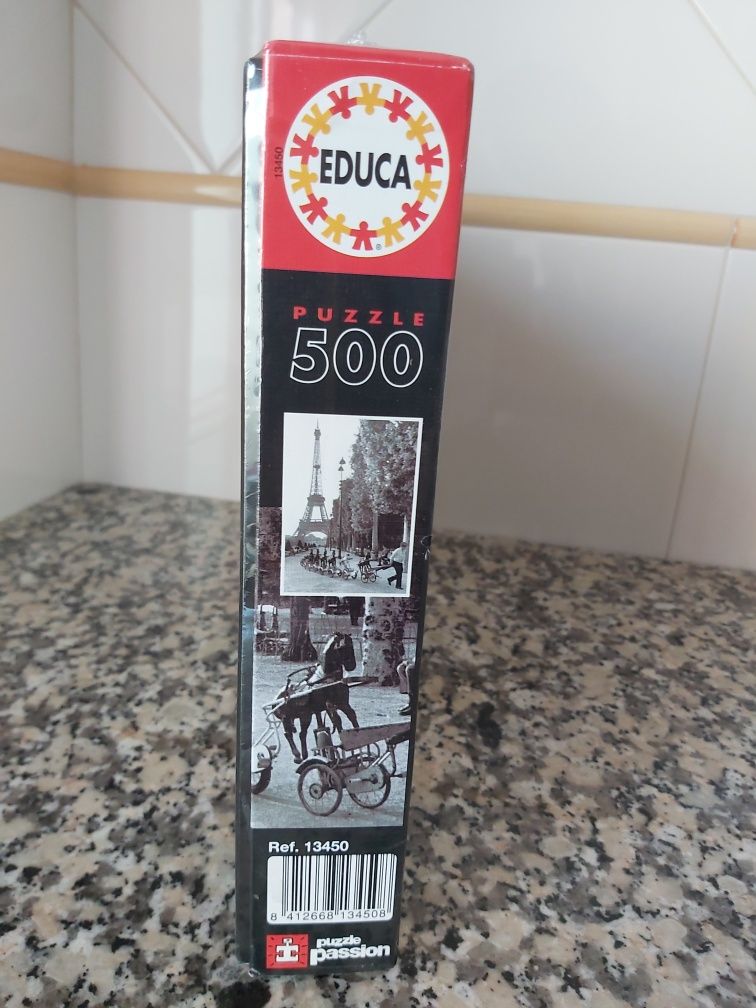 13450
EDUCA
®
PUZZLE
500
Ref. 13450
8 412668 134508
puzzle
passion